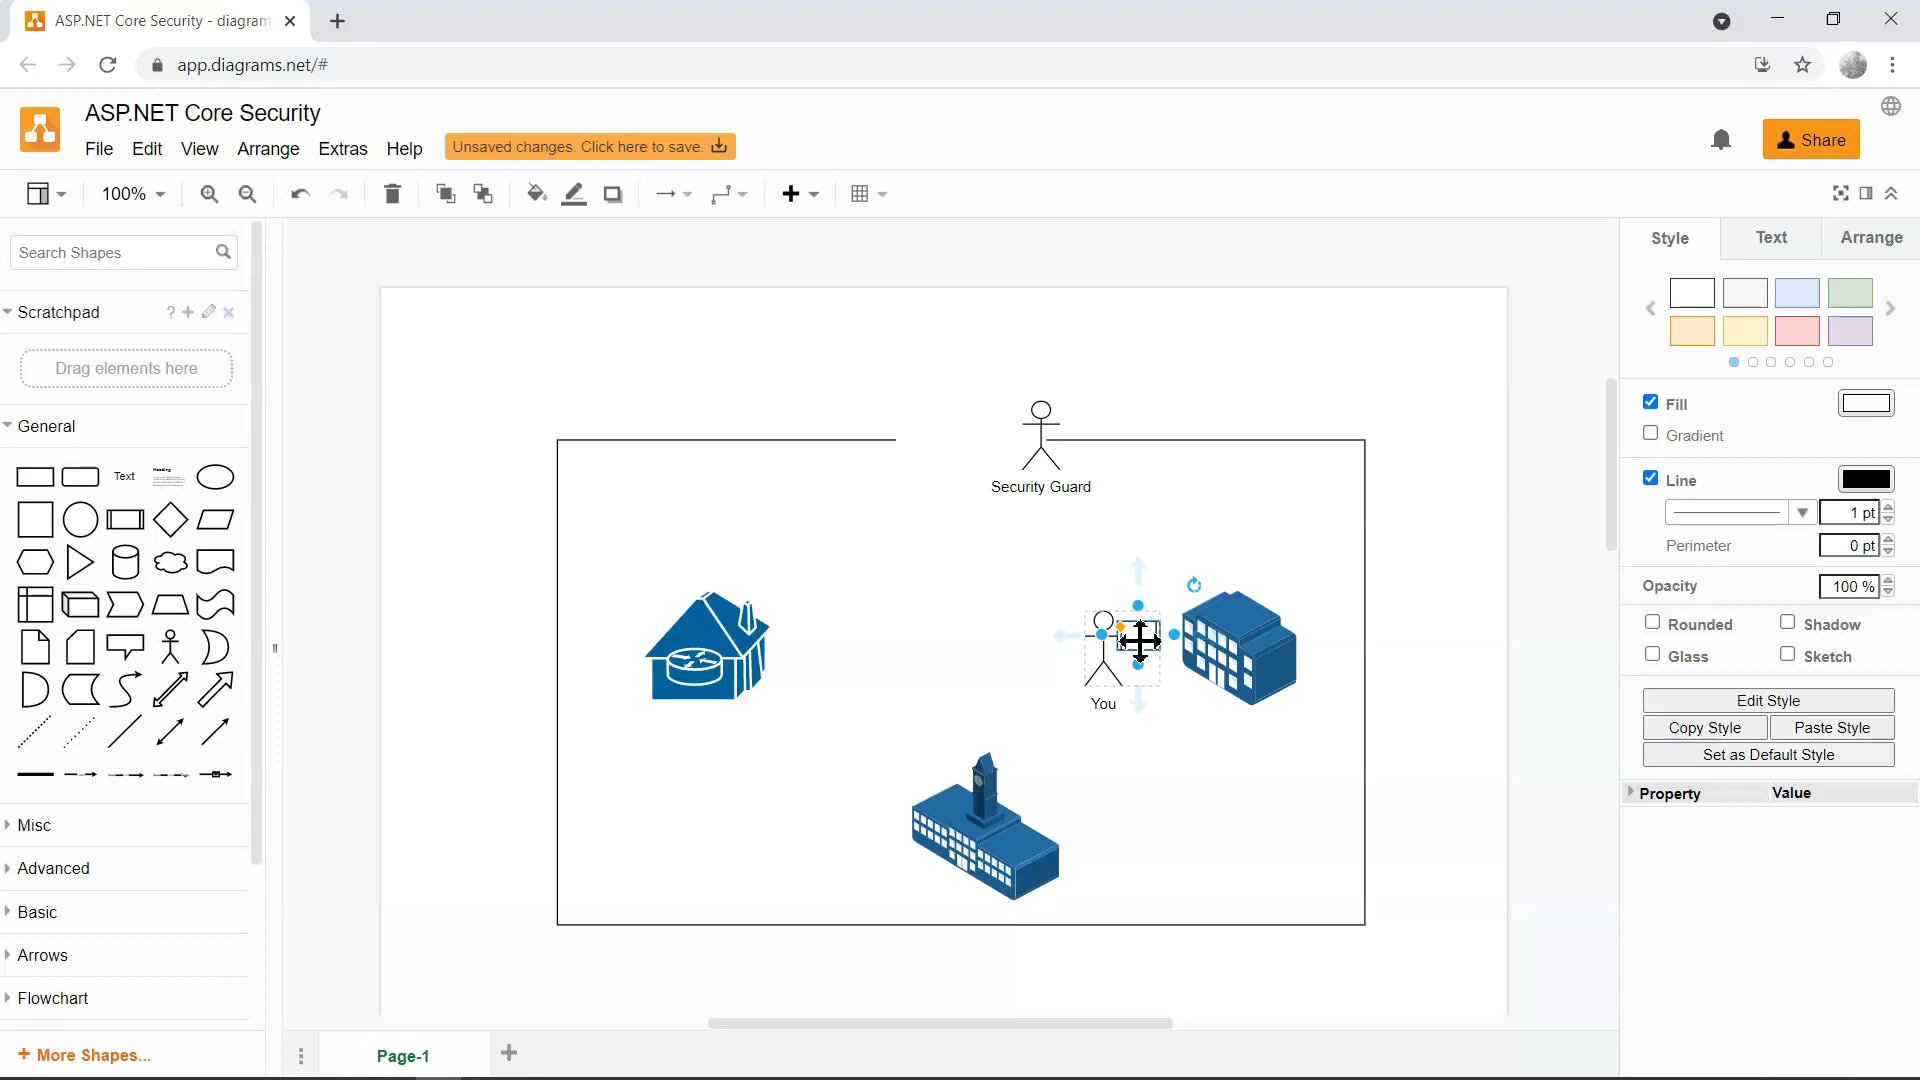 ASP.NET Core Security - diagram
app.diagrams.net/#
ASP.NET Core Security
File Edit View Arrange Extras Help
Unsaved changes. Click here to save.
Share
100%
Search Shapes
Scratchpad
?
Drag elements here
General
Text
Heading
Misc
Advanced
Basic
Arrows
Flowchart
+ More Shapes...
Security Guard
You
Page-1
Style Text Arrange
Fill
Gradient
Line
1 pt
Perimeter 0 pt
Opacity 100 %
Rounded Shadow
Glass Sketch
Edit Style
Copy Style Paste Style
Set as Default Style
Property Value